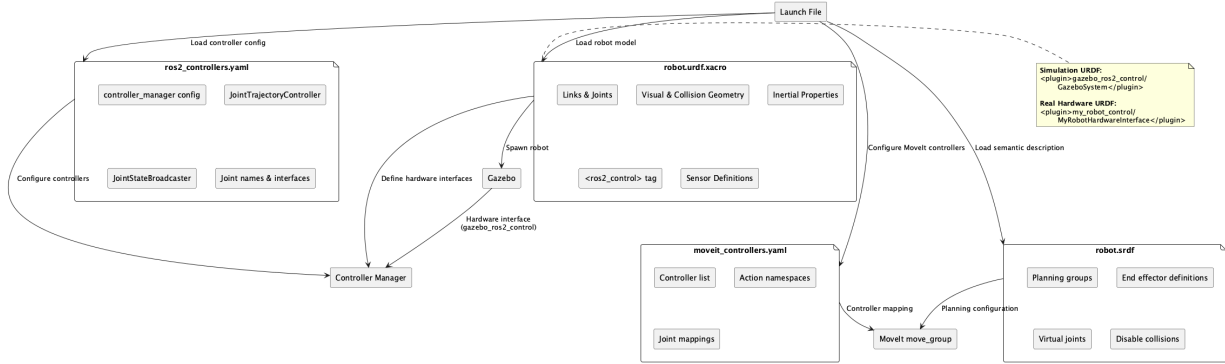 Launch File
Load controller config
Load robot model
ros2_controllers.yaml
controller_manager config
JointTrajectoryController
JointStateBroadcaster
Joint names & interfaces
robot.urdf.xacro
Links & Joints
Visual & Collision Geometry
Inertial Properties
<ros2_control> tag
Sensor Definitions
Simulation URDF:
<plugin>gazebo_ros2_control/
GazeboSystem</plugin>
Real Hardware URDF:
<plugin>my_robot_control/
MyRobotHardwareInterface</plugin>
Spawn robot
Configure MoveIt controllers
Load semantic description
Configure controllers
Define hardware interfaces
Gazebo
Hardware interface
(gazebo_ros2_control)
Controller Manager
moveit_controllers.yaml
Controller list
Action namespaces
Joint mappings
robot.srdf
Planning groups
End effector definitions
Virtual joints
Disable collisions
Controller mapping
Planning configuration
MoveIt move_group